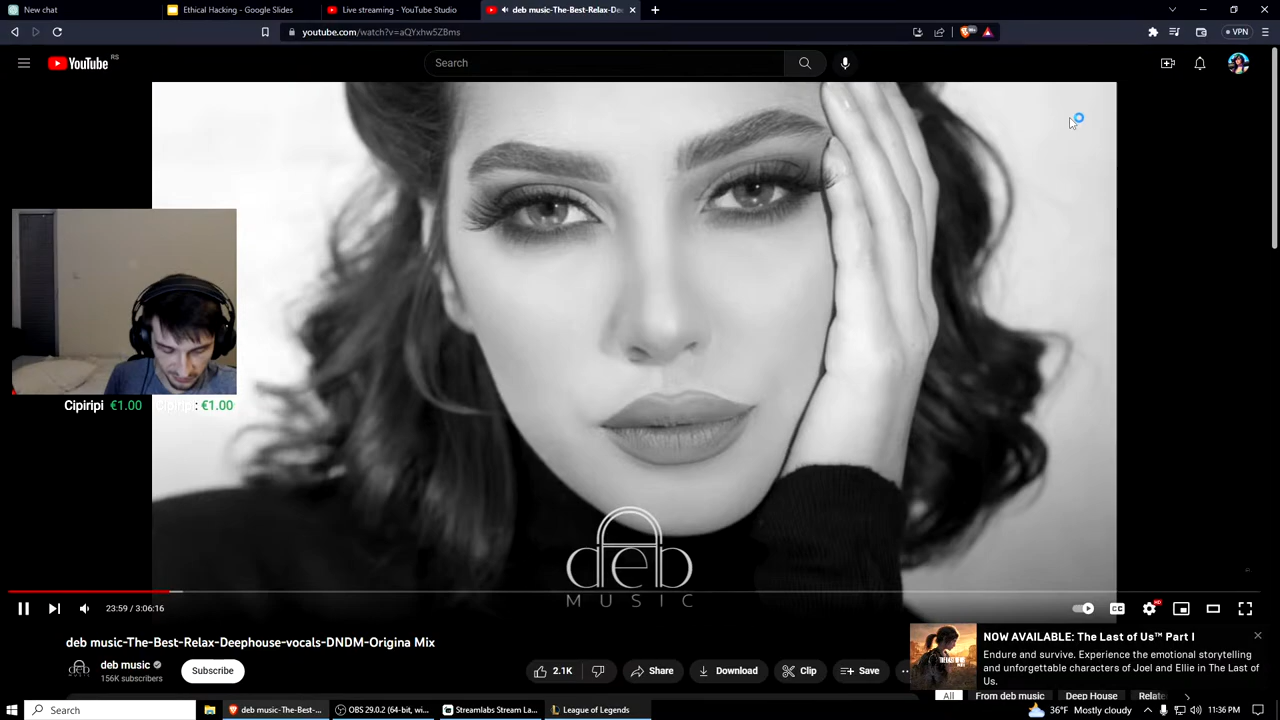 New chat
Ethical Hacking - Google Slides
Live streaming - YouTube Studio
deb music-The-Best-Relax-De
youtube.com/watch?v=aQYxhw5ZBms
VPN
YouTube RS
Search
Cipiripi €1.00
: €1.00
deb
MUSIC
23:59 / 3:06:16
CC
HD
deb music-The-Best-Relax-Deephouse-vocals-DNDM-Origina Mix
deb music
156K subscribers
Subscribe
2.1K
Share
Download
Clip
Save
NOW AVAILABLE: The Last of Us™ Part I
Endure and survive. Experience the emotional storytelling
and unforgettable characters of Joel and Ellie in The Last of
Us.
All
From deb music
Deep House
Relate
Search
deb music-The-Best-...
OBS 29.0.2 (64-bit, wi...
Streamlabs Stream La...
League of Legends
36°F Mostly cloudy
11:36 PM